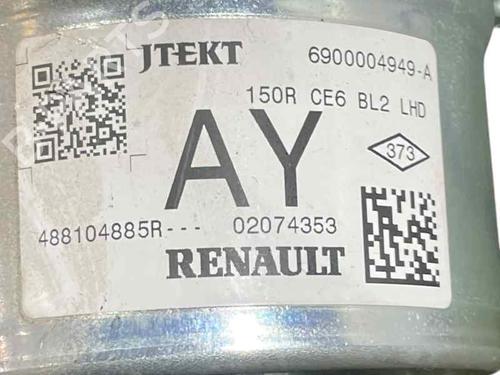 JTEKT 6900004949-A
150R CE6 BL2 LHD
AY
373
488104885R--- 02074353
RENAULT